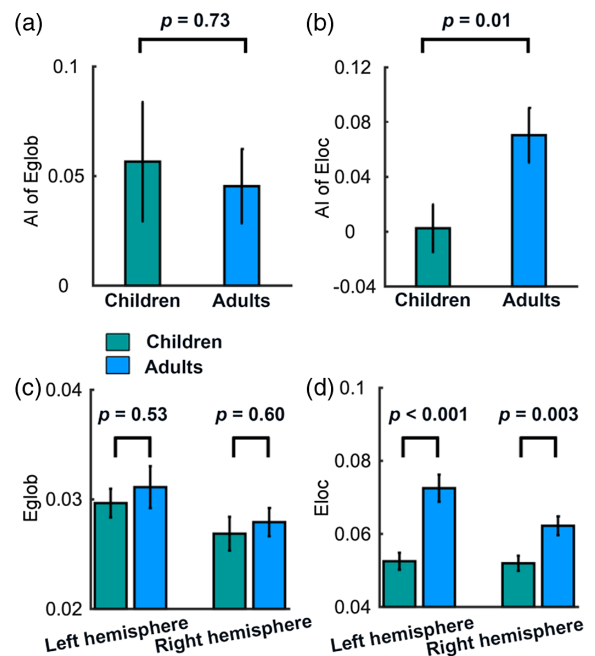 (a)
p = 0.73
AI of Eglob
0.1
0.05
0
Children
Adults
(b)
p = 0.01
AI of Eloc
0.12
0.08
0.04
0
-0.04
Children
Adults
Children
Adults
(c)
p = 0.53
p = 0.60
Eglob
0.04
0.03
0.02
Left hemisphere
Right hemisphere
(d)
p < 0.001
p = 0.003
Eloc
0.1
0.08
0.06
0.04
Left hemisphere
Right hemisphere